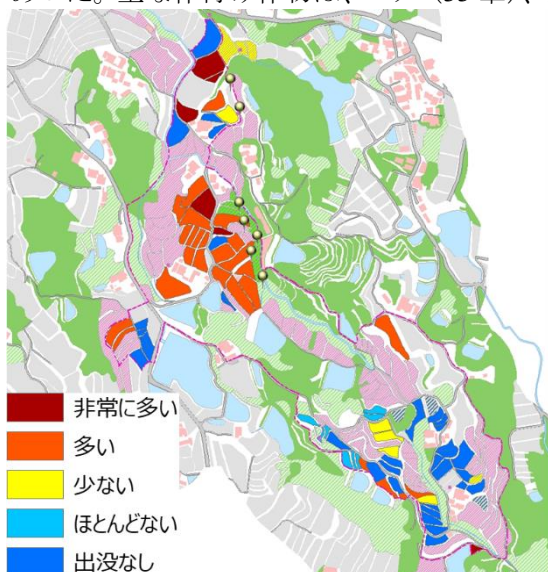 非常に多い
多い
少ない
ほとんどない
出没なし